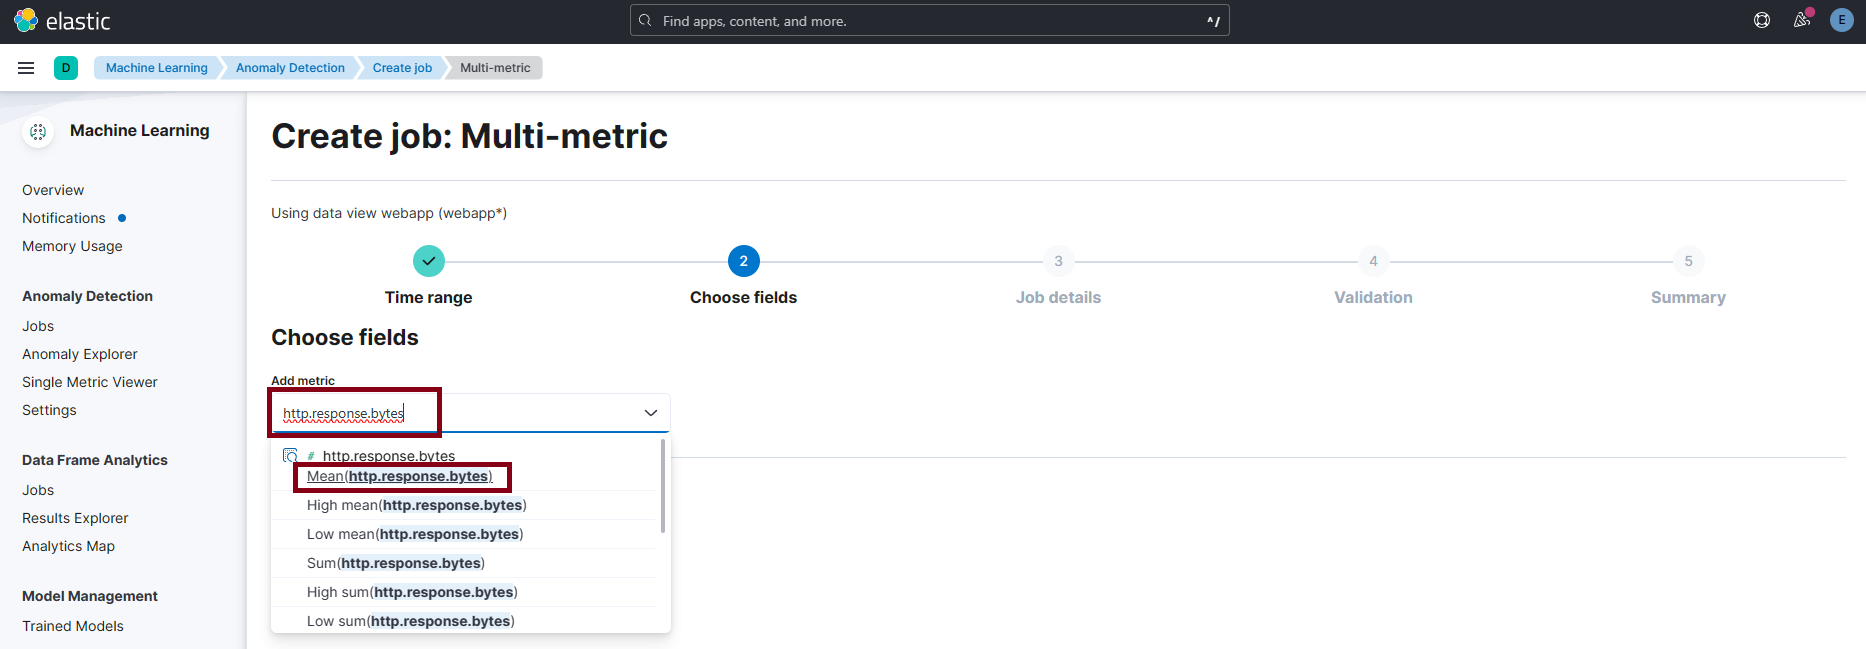 elastic
Find apps, content, and more.
^/
E
D
Machine Learning
Anomaly Detection
Create job
Multi-metric
Machine Learning
Overview
Notifications
Memory Usage
Anomaly Detection
Jobs
Anomaly Explorer
Single Metric Viewer
Settings
Data Frame Analytics
Jobs
Results Explorer
Analytics Map
Model Management
Trained Models
Create job: Multi-metric
Using data view webapp (webapp*)
2
3
4
5
Time range
Choose fields
Job details
Validation
Summary
Choose fields
Add metric
http.response.bytes
# http.response.bytes
Mean(http.response.bytes)
High mean(http.response.bytes)
Low mean(http.response.bytes)
Sum(http.response.bytes)
High sum(http.response.bytes)
Low sum(http.response.bytes)